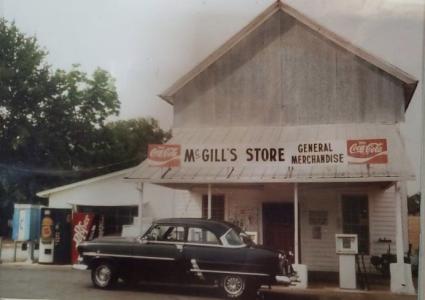 Coca-Cola McGILL'S STORE GENERAL MERCHANDISE Coca-Cola